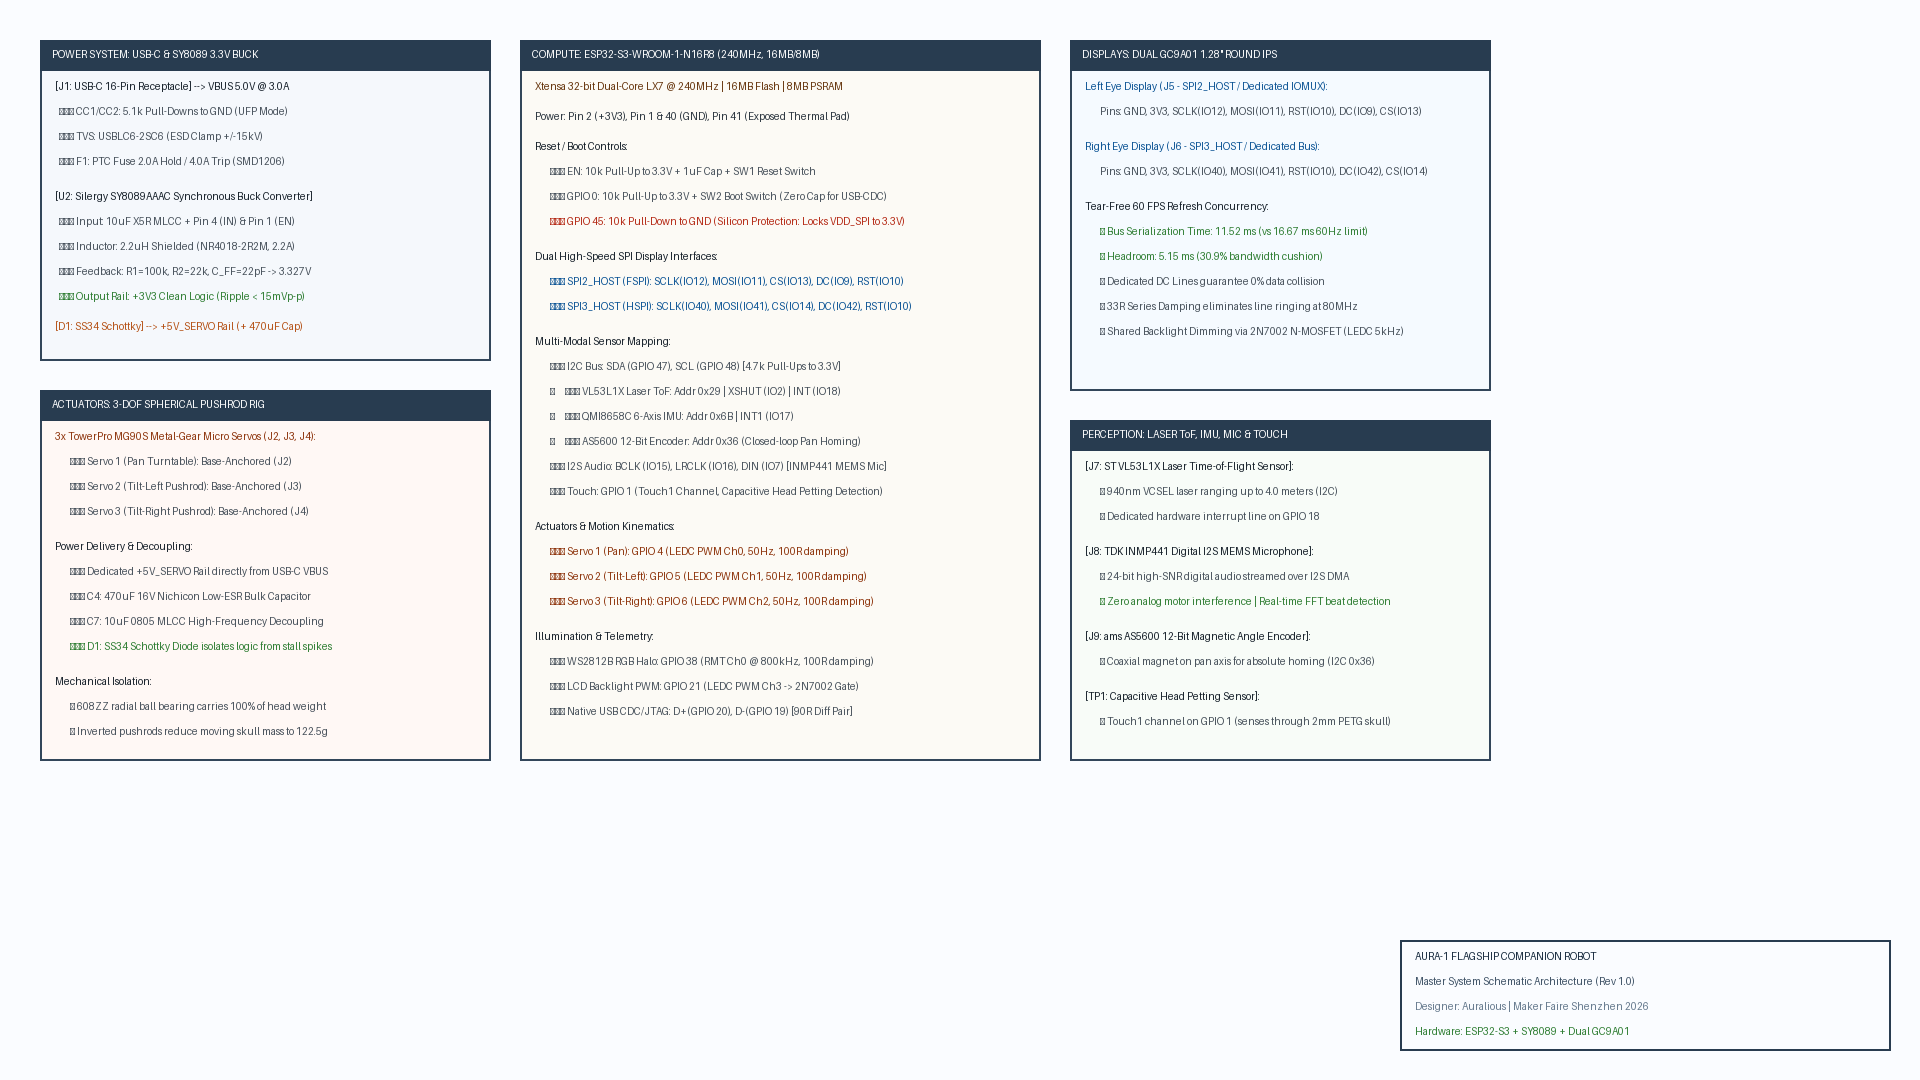 POWER SYSTEM: USB-C & SY8089 3.3V BUCK
[J1: USB-C 16-Pin Receptacle] --> VBUS 5.0V @ 3.0A
CC1/CC2: 5.1k Pull-Downs to GND (UFP Mode)
TVS: USBLC6-2SC6 (ESD Clamp +/-15kV)
F1: PTC Fuse 2.0A Hold / 4.0A Trip (SMD1206)
[U2: Silergy SY8089AAAC Synchronous Buck Converter]
Input: 10uF X5R MLCC + Pin 4 (IN) & Pin 1 (EN)
Inductor: 2.2uH Shielded (NR4018-2R2M, 2.2A)
Feedback: R1=100k, R2=22k, C_FF=22pF -> 3.327V
Output Rail: +3V3 Clean Logic (Ripple < 15mVp-p)
[D1: SS34 Schottky] --> +5V_SERVO Rail (+ 470uF Cap)
ACTUATORS: 3-DOF SPHERICAL PUSHROD RIG
3x TowerPro MG90S Metal-Gear Micro Servos (J2, J3, J4):
Servo 1 (Pan Turntable): Base-Anchored (J2)
Servo 2 (Tilt-Left Pushrod): Base-Anchored (J3)
Servo 3 (Tilt-Right Pushrod): Base-Anchored (J4)
Power Delivery & Decoupling:
Dedicated +5V_SERVO Rail directly from USB-C VBUS
C4: 470uF 16V Nichicon Low-ESR Bulk Capacitor
C7: 10uF 0805 MLCC High-Frequency Decoupling
D1: SS34 Schottky Diode isolates logic from stall spikes
Mechanical Isolation:
608ZZ radial ball bearing carries 100% of head weight
Inverted pushrods reduce moving skull mass to 122.5g
COMPUTE: ESP32-S3-WROOM-1-N16R8 (240MHz, 16MB/8MB)
Xtensa 32-bit Dual-Core LX7 @ 240MHz | 16MB Flash | 8MB PSRAM
Power: Pin 2 (+3V3), Pin 1 & 40 (GND), Pin 41 (Exposed Thermal Pad)
Reset / Boot Controls:
EN: 10k Pull-Up to 3.3V + 1uF Cap + SW1 Reset Switch
GPIO 0: 10k Pull-Up to 3.3V + SW2 Boot Switch (Zero Cap for USB-CDC)
GPIO 45: 10k Pull-Down to GND (Silicon Protection: Locks VDD_SPI to 3.3V)
Dual High-Speed SPI Display Interfaces:
SPI2_HOST (FSPI): SCLK(IO12), MOSI(IO11), CS(IO13), DC(IO9), RST(IO10)
SPI3_HOST (HSPI): SCLK(IO40), MOSI(IO41), CS(IO14), DC(IO42), RST(IO10)
Multi-Modal Sensor Mapping:
I2C Bus: SDA (GPIO 47), SCL (GPIO 48) [4.7k Pull-Ups to 3.3V]
VL53L1X Laser ToF: Addr 0x29 | XSHUT (IO2) | INT (IO18)
QMI8658C 6-Axis IMU: Addr 0x6B | INT1 (IO17)
AS5600 12-Bit Encoder: Addr 0x36 (Closed-loop Pan Homing)
I2S Audio: BCLK (IO15), LRCLK (IO16), DIN (IO7) [INMP441 MEMS Mic]
Touch: GPIO 1 (Touch1 Channel, Capacitive Head Petting Detection)
Actuators & Motion Kinematics:
Servo 1 (Pan): GPIO 4 (LEDC PWM Ch0, 50Hz, 100R damping)
Servo 2 (Tilt-Left): GPIO 5 (LEDC PWM Ch1, 50Hz, 100R damping)
Servo 3 (Tilt-Right): GPIO 6 (LEDC PWM Ch2, 50Hz, 100R damping)
Illumination & Telemetry:
WS2812B RGB Halo: GPIO 38 (RMT Ch0 @ 800kHz, 100R damping)
LCD Backlight PWM: GPIO 21 (LEDC PWM Ch3 -> 2N7002 Gate)
Native USB CDC/JTAG: D+(GPIO 20), D-(GPIO 19) [90R Diff Pair]
DISPLAYS: DUAL GC9A01 1.28" ROUND IPS
Left Eye Display (J5 - SPI2_HOST / Dedicated IOMUX):
Pins: GND, 3V3, SCLK(IO12), MOSI(IO11), RST(IO10), DC(IO9), CS(IO13)
Right Eye Display (J6 - SPI3_HOST / Dedicated Bus):
Pins: GND, 3V3, SCLK(IO40), MOSI(IO41), RST(IO10), DC(IO42), CS(IO14)
Tear-Free 60 FPS Refresh Concurrency:
Bus Serialization Time: 11.52 ms (vs 16.67 ms 60Hz limit)
Headroom: 5.15 ms (30.9% bandwidth cushion)
Dedicated DC Lines guarantee 0% data collision
33R Series Damping eliminates line ringing at 80MHz
Shared Backlight Dimming via 2N7002 N-MOSFET (LEDC 5kHz)
PERCEPTION: LASER ToF, IMU, MIC & TOUCH
[J7: ST VL53L1X Laser Time-of-Flight Sensor]:
940nm VCSEL laser ranging up to 4.0 meters (I2C)
Dedicated hardware interrupt line on GPIO 18
[J8: TDK INMP441 Digital I2S MEMS Microphone]:
24-bit high-SNR digital audio streamed over I2S DMA
Zero analog motor interference | Real-time FFT beat detection
[J9: ams AS5600 12-Bit Magnetic Angle Encoder]:
Coaxial magnet on pan axis for absolute homing (I2C 0x36)
[TP1: Capacitive Head Petting Sensor]:
Touch1 channel on GPIO 1 (senses through 2mm PETG skull)
AURA-1 FLAGSHIP COMPANION ROBOT
Master System Schematic Architecture (Rev 1.0)
Designer: Auralious | Maker Faire Shenzhen 2026
Hardware: ESP32-S3 + SY8089 + Dual GC9A01